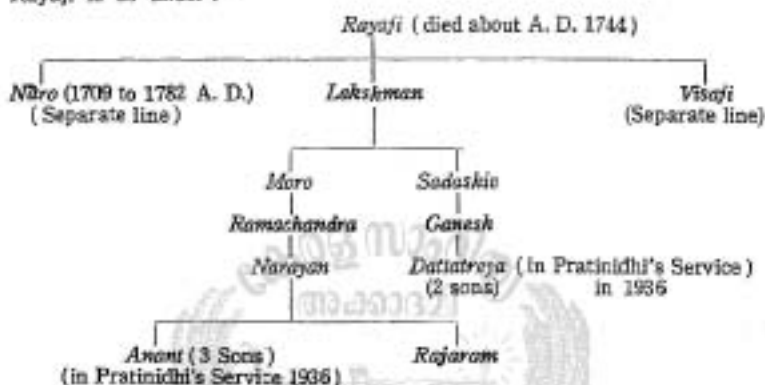 Rayaji (died about A. D. 1744)
Naro (1709 to 1782 A. D.) Lakshman Visaji
(Separate line) (Separate line)
Moro Sadashiv
Ramachandra Ganesh
Narayan Dattatreya (in Pratinidhi's Service)
(2 sons) in 1936
Anant (3 Sons) Rajaram
(in Pratinidhi's Service 1936)